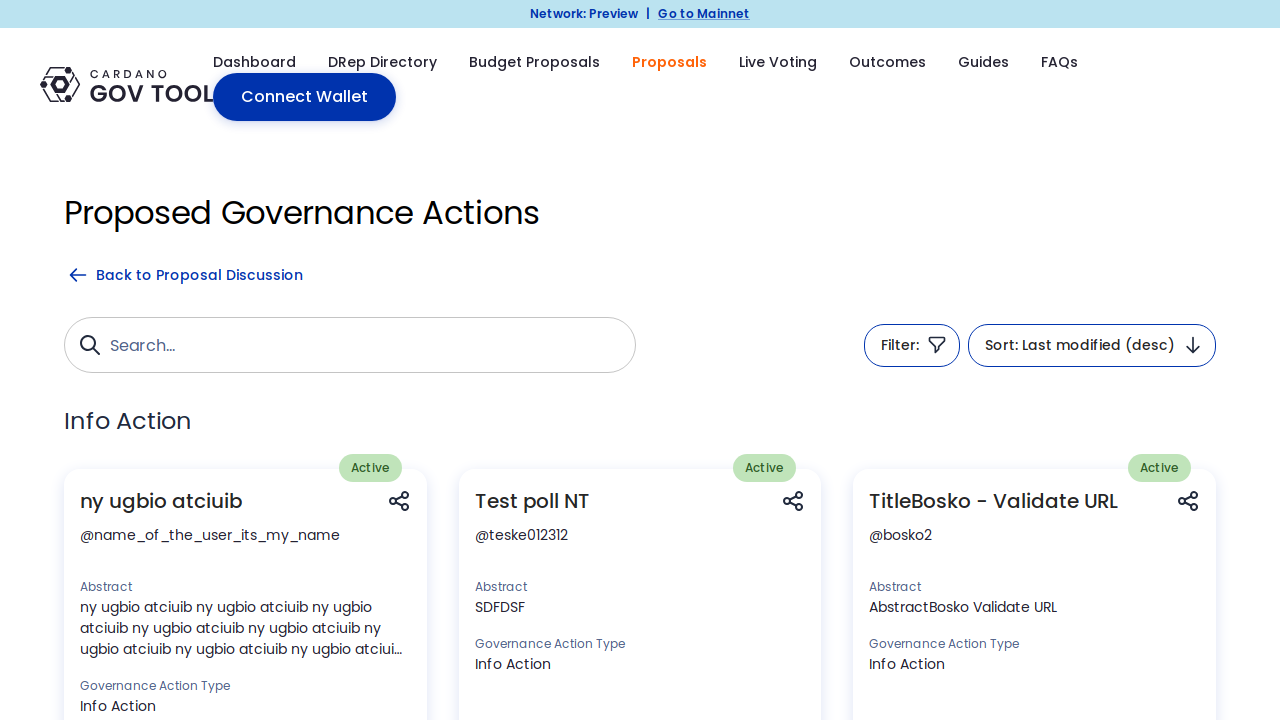 Network: Preview | Go to Mainnet
CARDANO
GOV TOOL
Dashboard DRep Directory Budget Proposals Proposals Live Voting Outcomes Guides FAQs
Connect Wallet
Proposed Governance Actions
Back to Proposal Discussion
Search...
Filter:
Sort: Last modified (desc)
Info Action
Active
ny ugbio atciuib
@name_of_the_user_its_my_name
Abstract
ny ugbio atciuib ny ugbio atciuib ny ugbio
atciuib ny ugbio atciuib ny ugbio atciuib ny
ugbio atciuib ny ugbio atciuib ny ugbio atciui...
Governance Action Type
Info Action
Active
Test poll NT
@teske012312
Abstract
SDFDSF
Governance Action Type
Info Action
Active
TitleBosko - Validate URL
@bosko2
Abstract
AbstractBosko Validate URL
Governance Action Type
Info Action